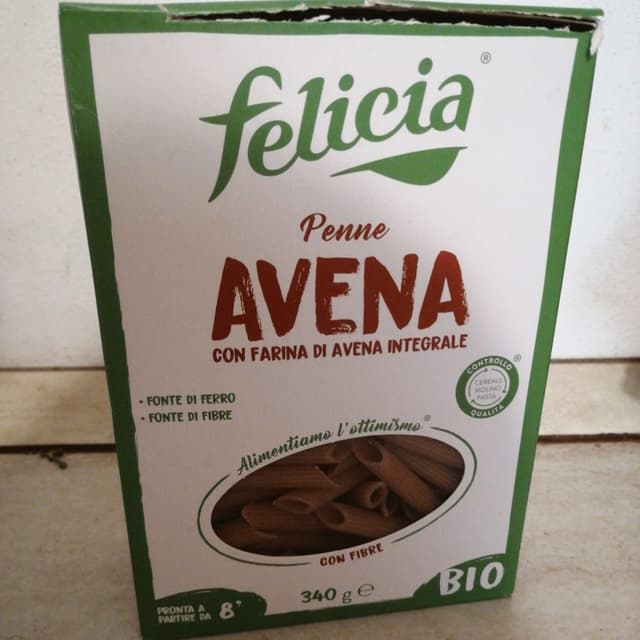 felicia®
Penne
AVENA
CON FARINA DI AVENA INTEGRALE
• FONTE DI FERRO
• FONTE DI FIBRE
CONTROLLO®
CEREALI
MOLINO
PASTA
QUALITÀ
Alimentiamo l'ottimismo®
CON FIBRE
340 g e
BIO
PRONTA A
PARTIRE DA 8'